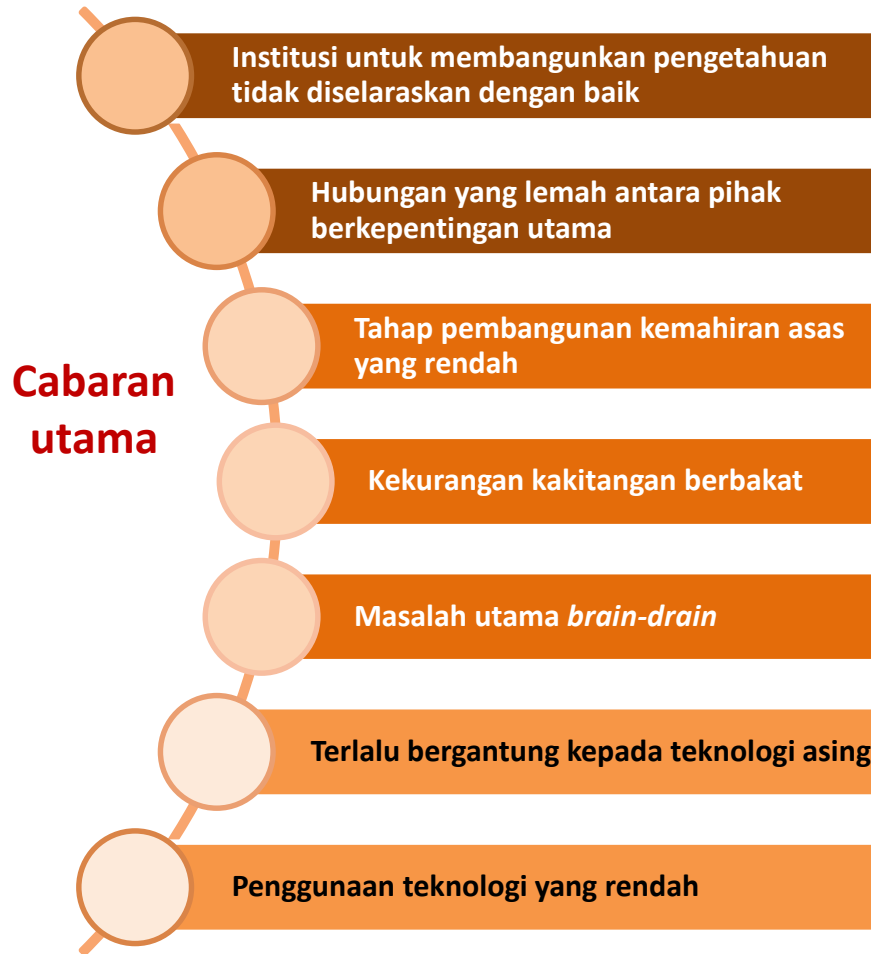 Institusi untuk membangunkan pengetahuan
tidak diselaraskan dengan baik
Hubungan yang lemah antara pihak
berkepentingan utama
Tahap pembangunan kemahiran asas
yang rendah
Cabaran
utama
Kekurangan kakitangan berbakat
Masalah utama brain-drain
Terlalu bergantung kepada teknologi asing
Penggunaan teknologi yang rendah